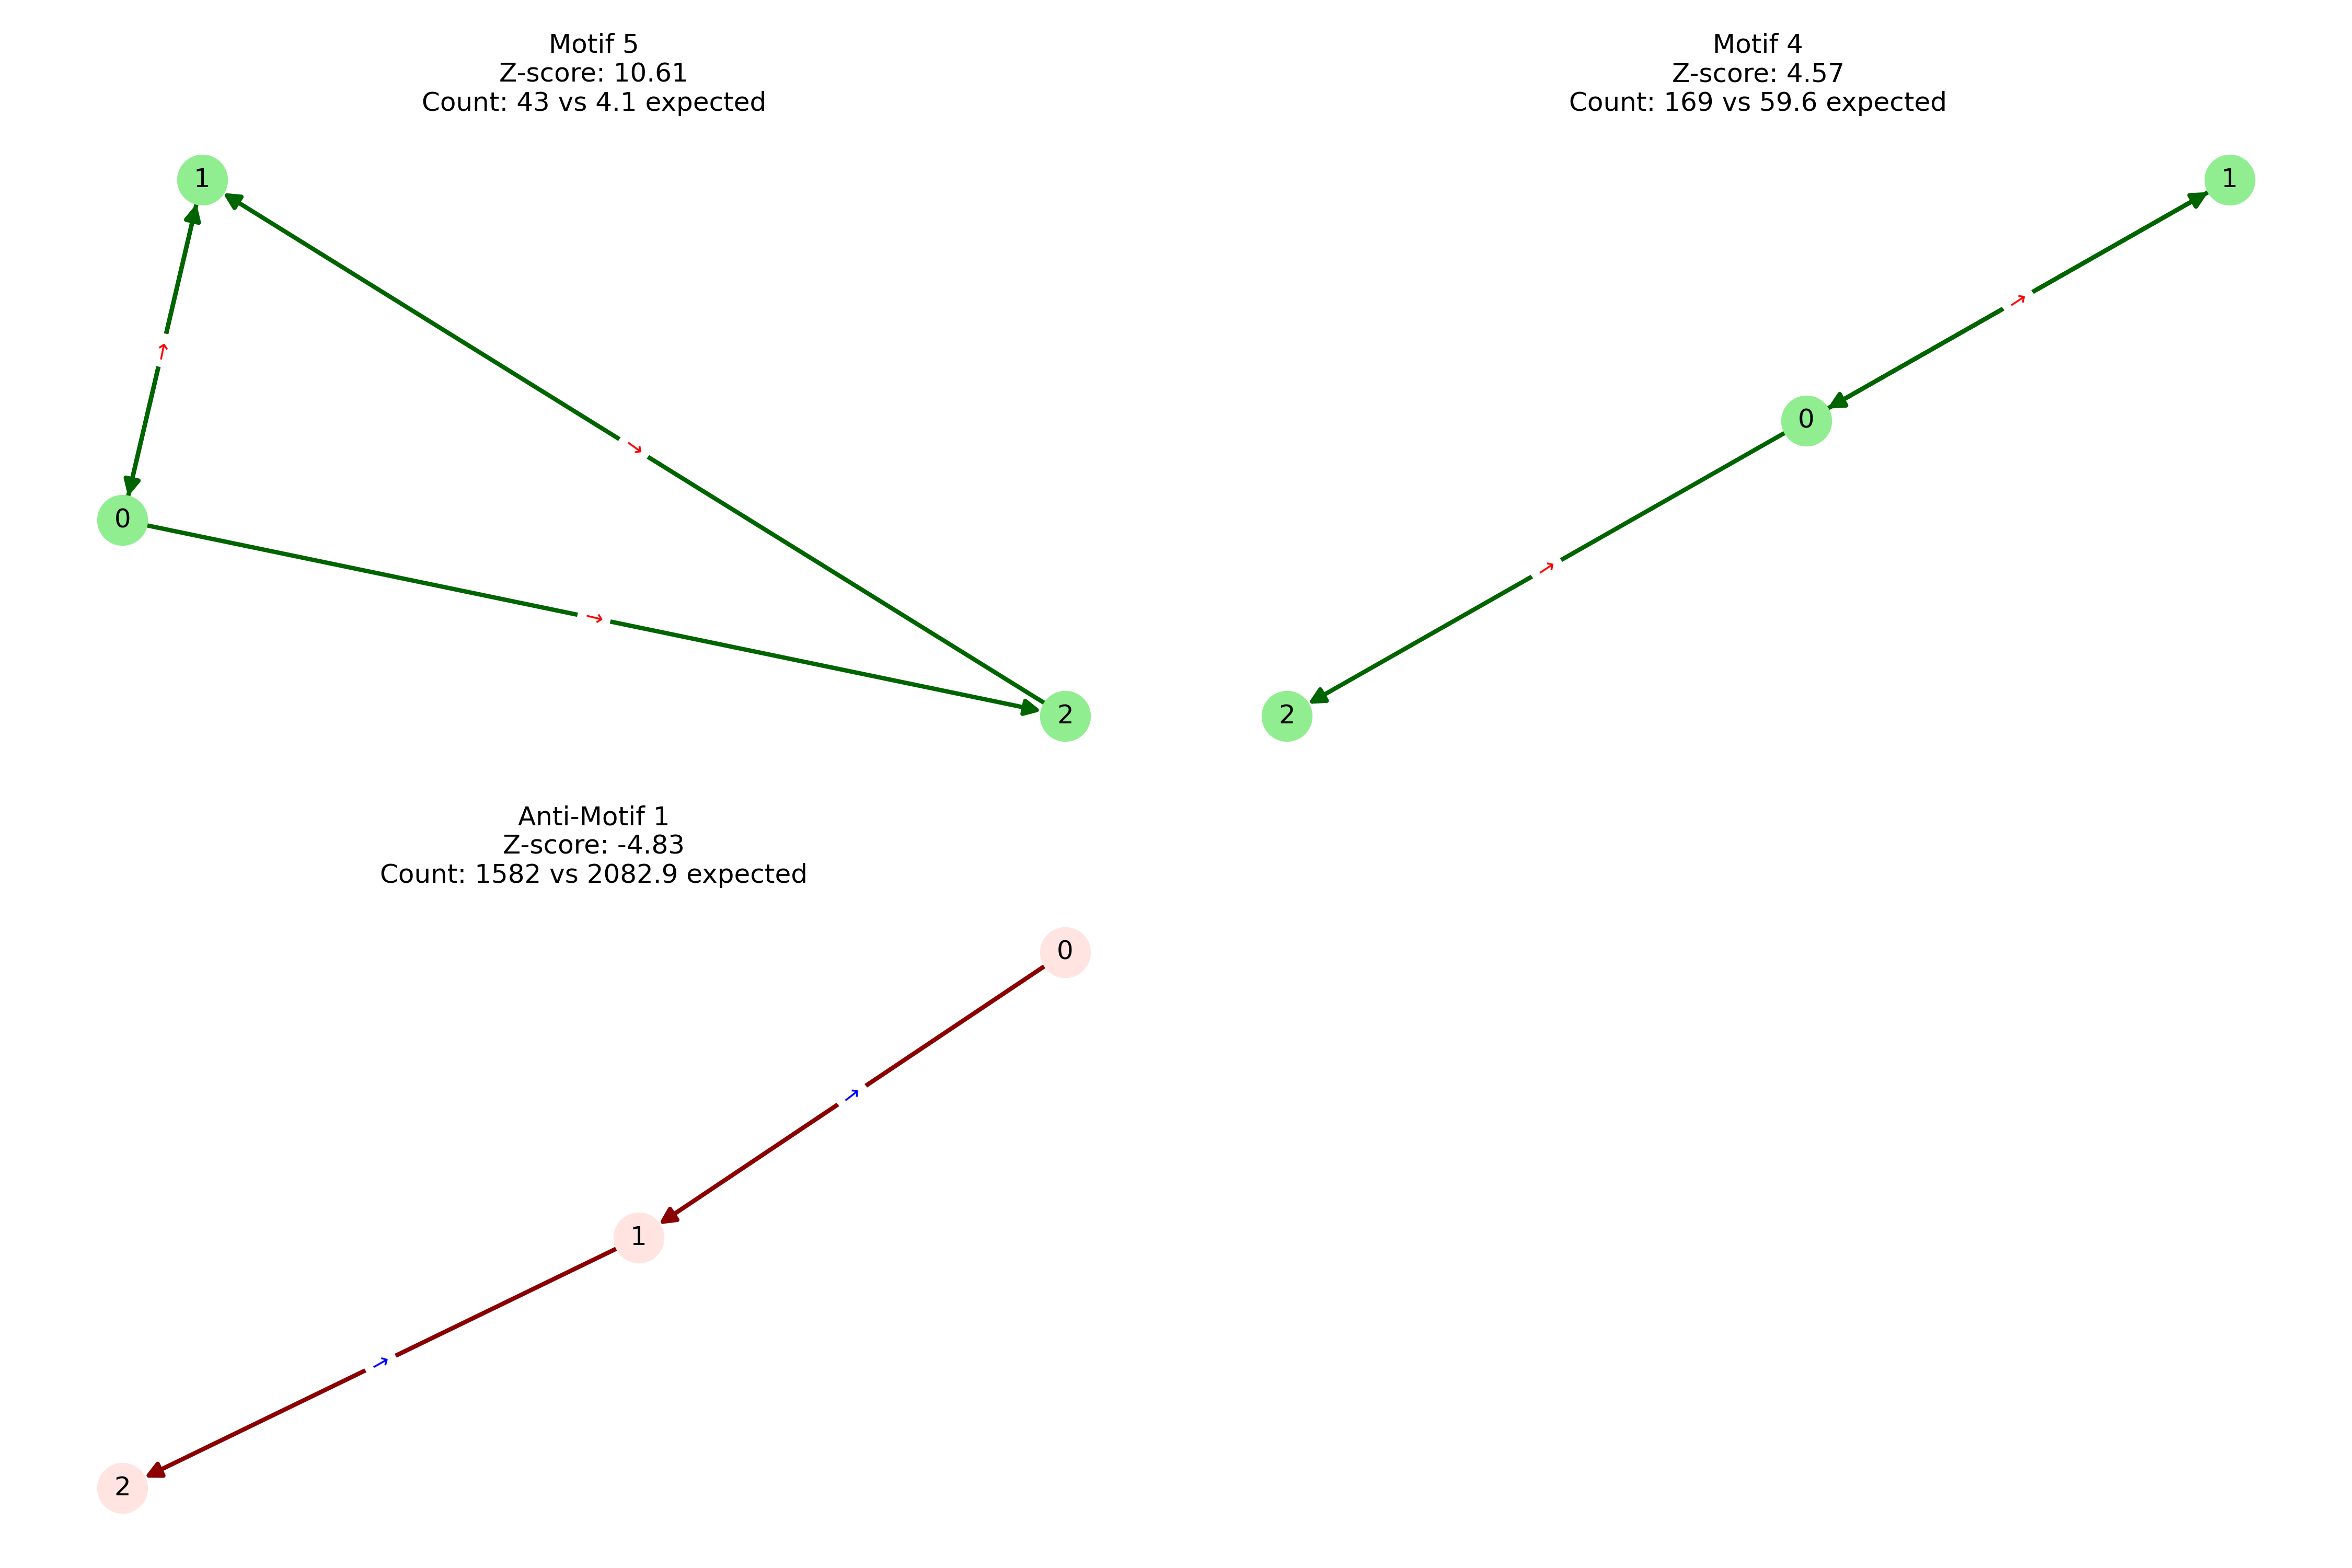 Motif 5
Z-score: 10.61
Count: 43 vs 4.1 expected
1
→
→
0
→
2
Motif 4
Z-score: 4.57
Count: 169 vs 59.6 expected
1
→
0
→
2
Anti-Motif 1
Z-score: -4.83
Count: 1582 vs 2082.9 expected
0
→
1
→
2